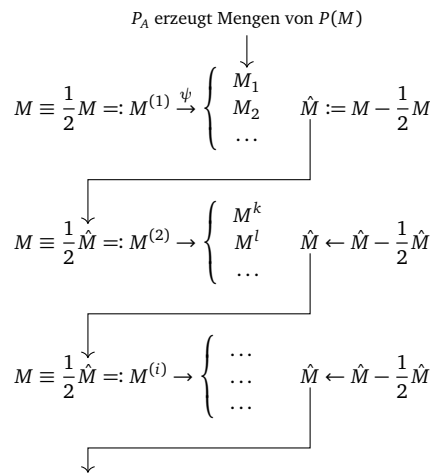 P_A erzeugt Mengen von P(M)
M ≡ 1/2 M =: M^(1) →^ψ { M_1 M_2 … M̂ := M − 1/2 M
M ≡ 1/2 M̂ =: M^(2) → { M^k M^l … M̂ ← M̂ − 1/2 M̂
M ≡ 1/2 M̂ =: M^(i) → { … … … M̂ ← M̂ − 1/2 M̂